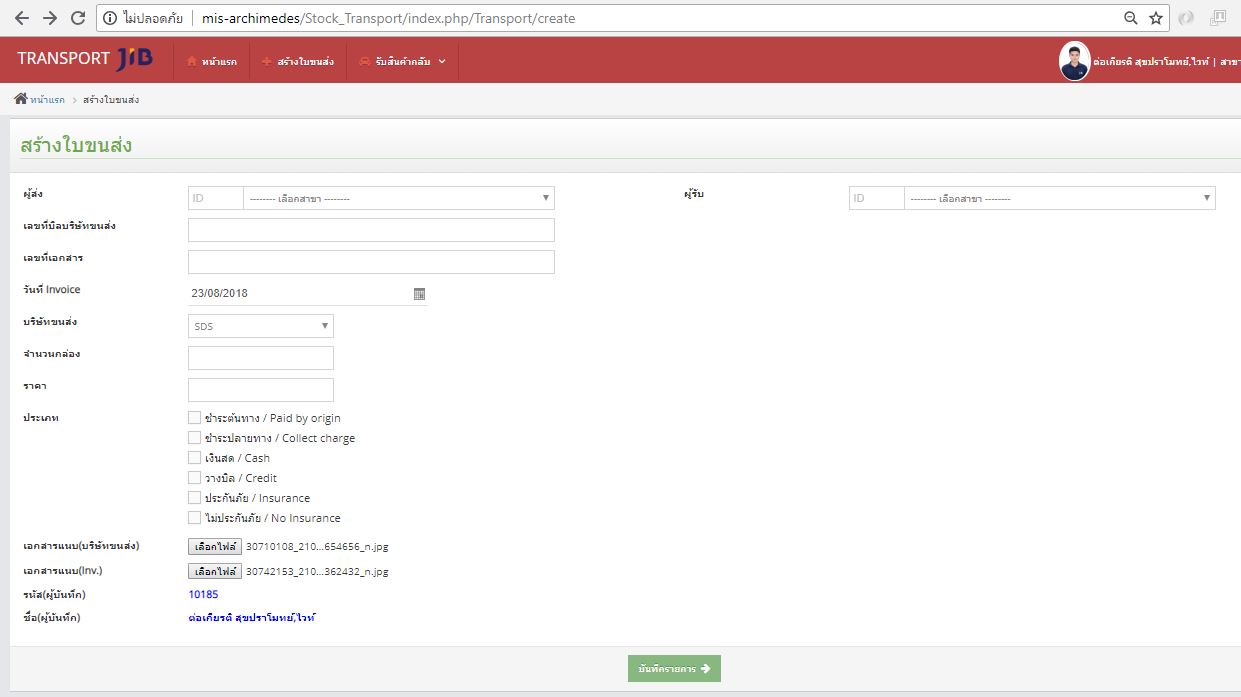 ไม่ปลอดภัย | mis-archimedes/Stock_Transport/index.php/Transport/create
TRANSPORT JIB หน้าแรก สร้างใบขนส่ง รับสินค้ากลับ ต่อเกียรติ สุขปราโมทย์,ไวท์ | สาขา
หน้าแรก > สร้างใบขนส่ง
สร้างใบขนส่ง
ผู้ส่ง ID -------- เลือกสาขา -------- ผู้รับ ID -------- เลือกสาขา --------
เลขที่บิลบริษัทขนส่ง
เลขที่เอกสาร
วันที่ Invoice 23/08/2018
บริษัทขนส่ง SDS
จำนวนกล่อง
ราคา
ประเภท ชำระต้นทาง / Paid by origin
ชำระปลายทาง / Collect charge
เงินสด / Cash
วางบิล / Credit
ประกันภัย / Insurance
ไม่ประกันภัย / No Insurance
เอกสารแนบ(บริษัทขนส่ง) เลือกไฟล์ 30710108_210...654656_n.jpg
เอกสารแนบ(Inv.) เลือกไฟล์ 30742153_210...362432_n.jpg
รหัส(ผู้บันทึก) 10185
ชื่อ(ผู้บันทึก) ต่อเกียรติ สุขปราโมทย์,ไวท์
บันทึกรายการ